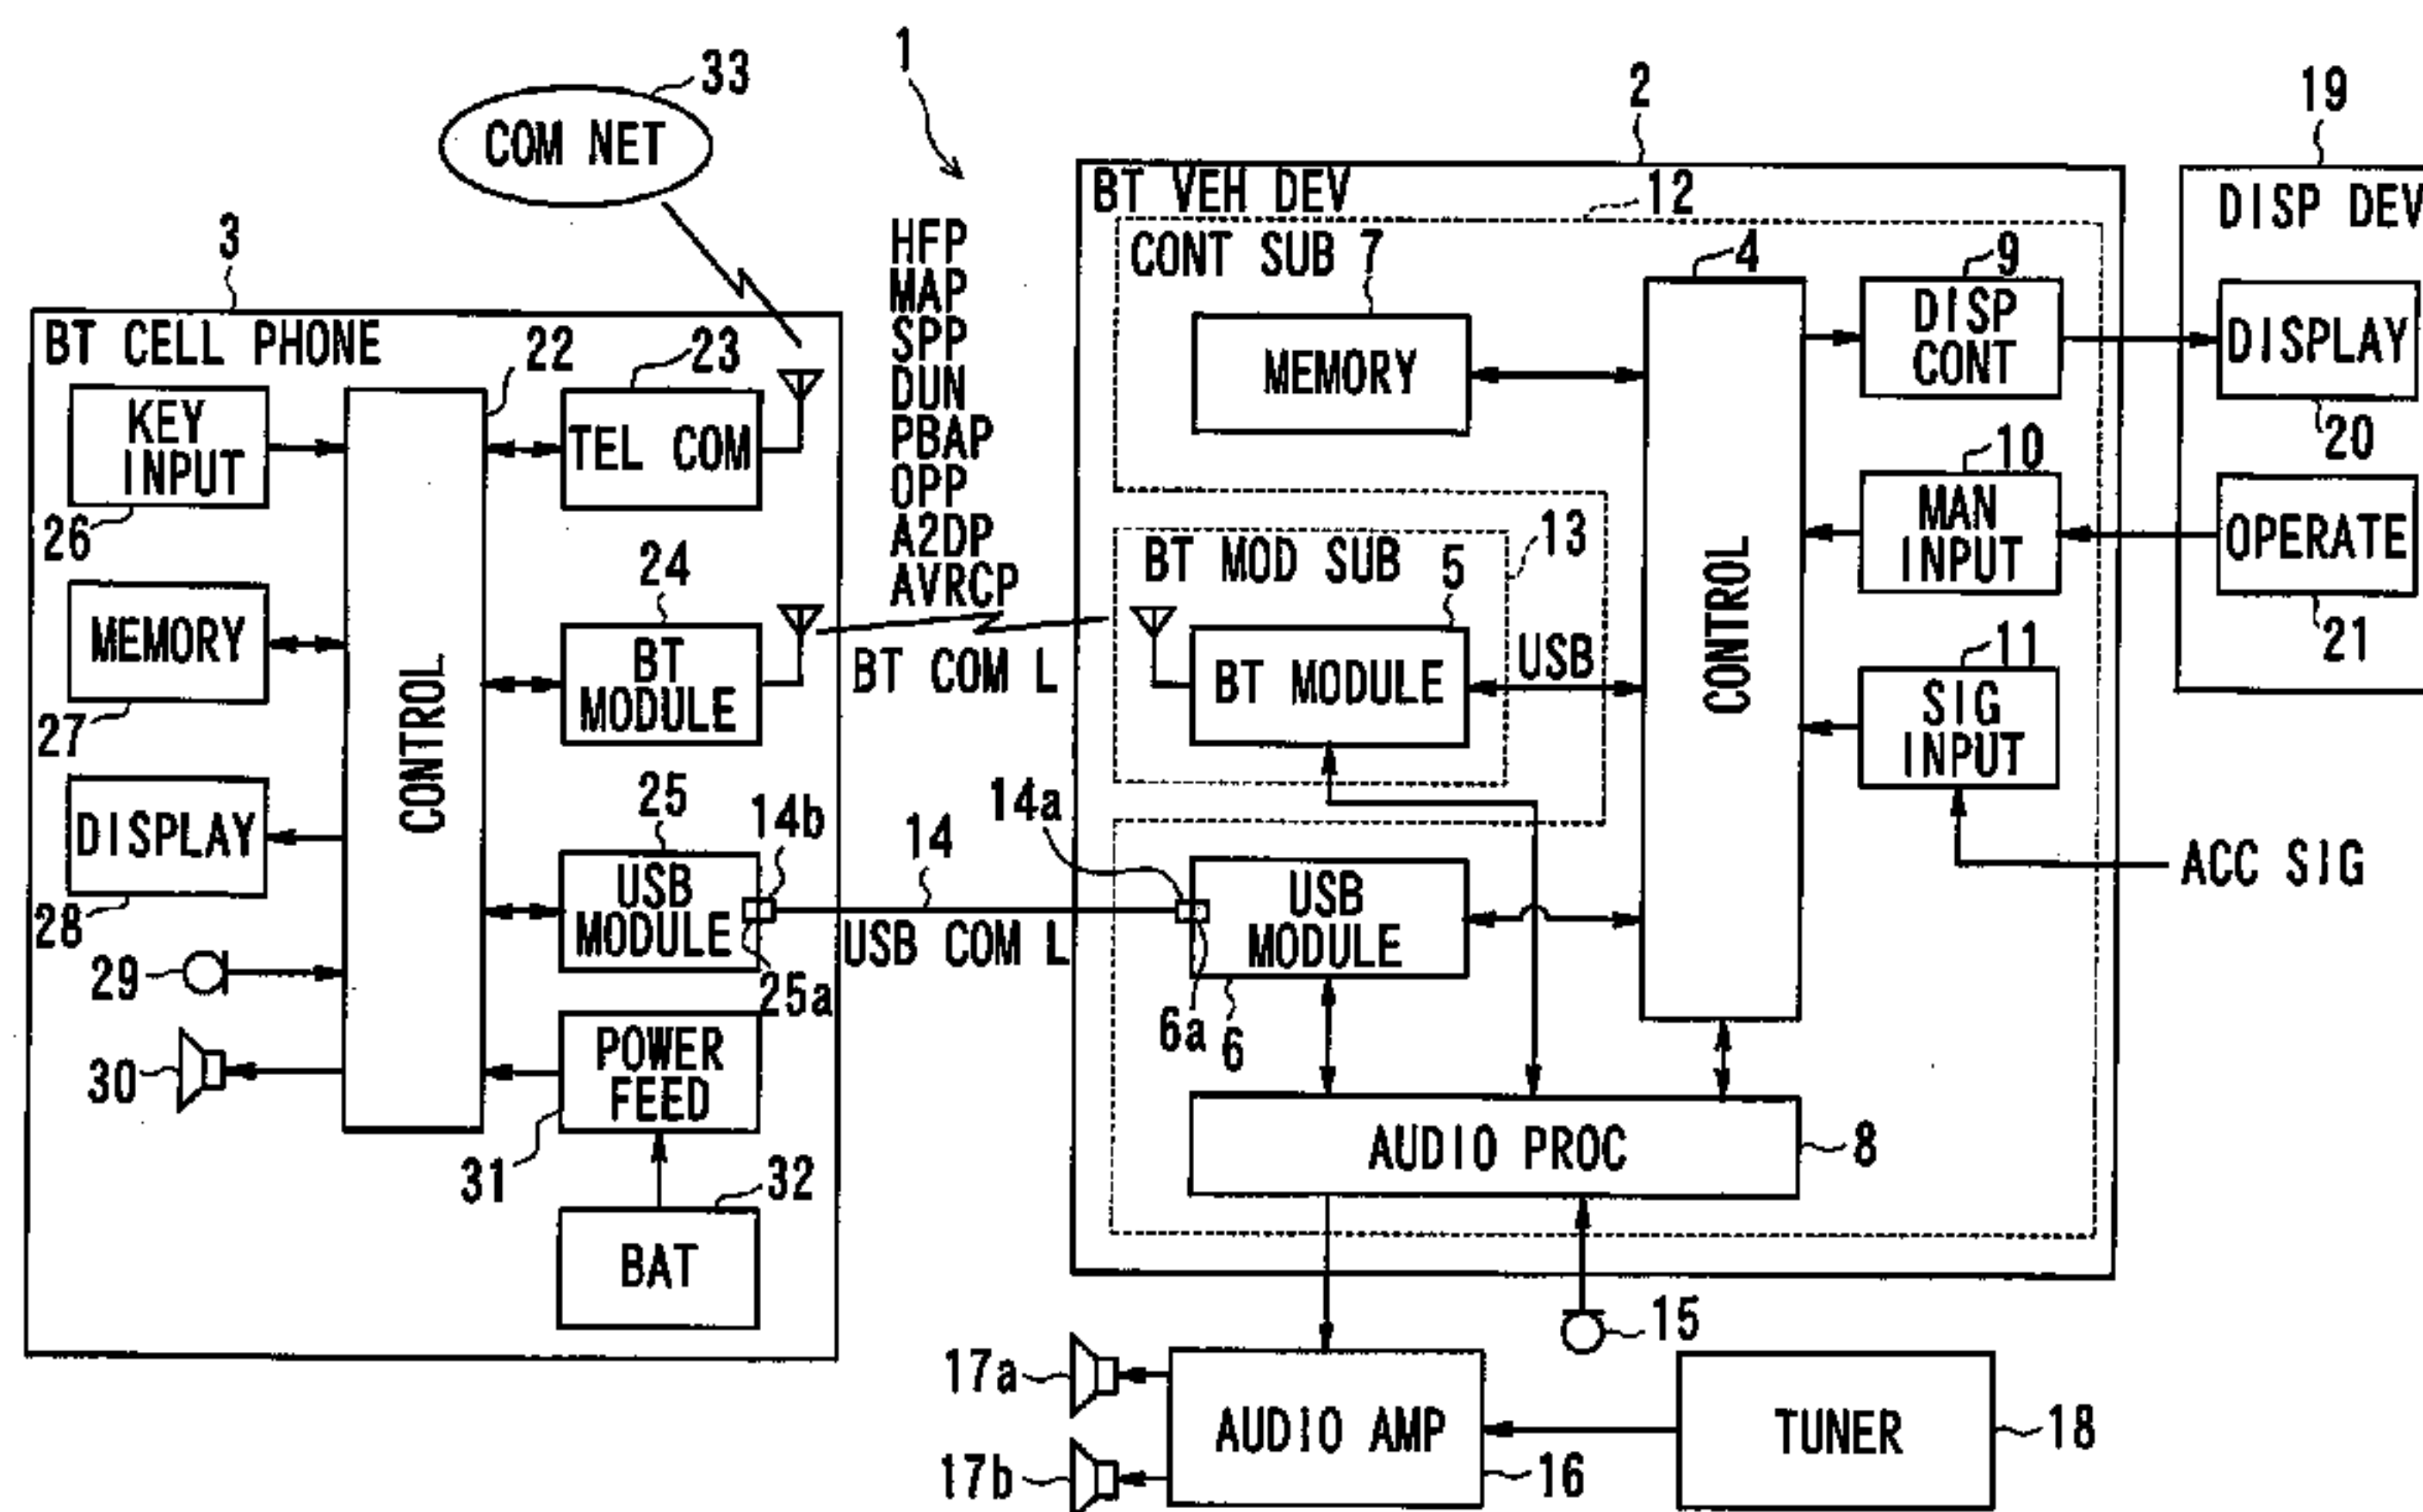 1
33
COM NET
2
19
BT VEH DEV
12
DISP DEV
3
HFP
MAP
SPP
DUN
PBAP
OPP
A2DP
AVRCP
CONT SUB
7
4
9
BT CELL PHONE
22
23
MEMORY
DISP
CONT
DISPLAY
20
KEY
INPUT
26
TEL COM
10
MAN
INPUT
OPERATE
21
BT MOD SUB
5
13
24
MEMORY
27
BT
MODULE
BT COM L
BT MODULE
USB
CONTROL
CONTROL
11
SIG
INPUT
ACC SIG
DISPLAY
28
25
USB
MODULE
14b
25a
14
USB COM L
14a
USB
MODULE
6a
6
29
30
POWER
FEED
31
32
BAT
AUDIO PROC
8
15
17a
17b
AUDIO AMP
16
TUNER
18